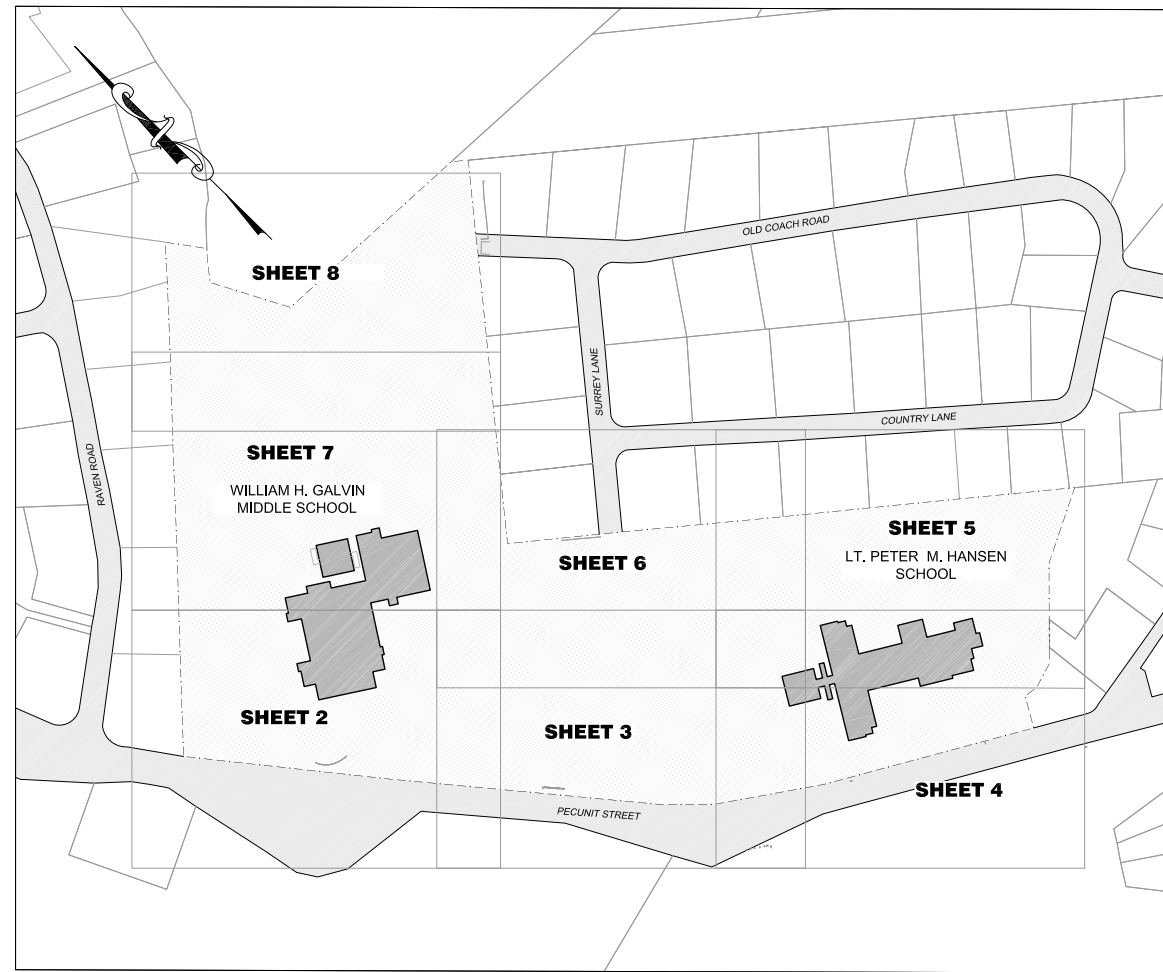 OLD COACH ROAD
SHEET 8
SURREY LANE
COUNTRY LANE
SHEET 7
RAVEN ROAD
WILLIAM H. GALVIN
MIDDLE SCHOOL
SHEET 5
LT. PETER M. HANSEN
SCHOOL
SHEET 6
SHEET 2
SHEET 3
SHEET 4
PECUNIT STREET